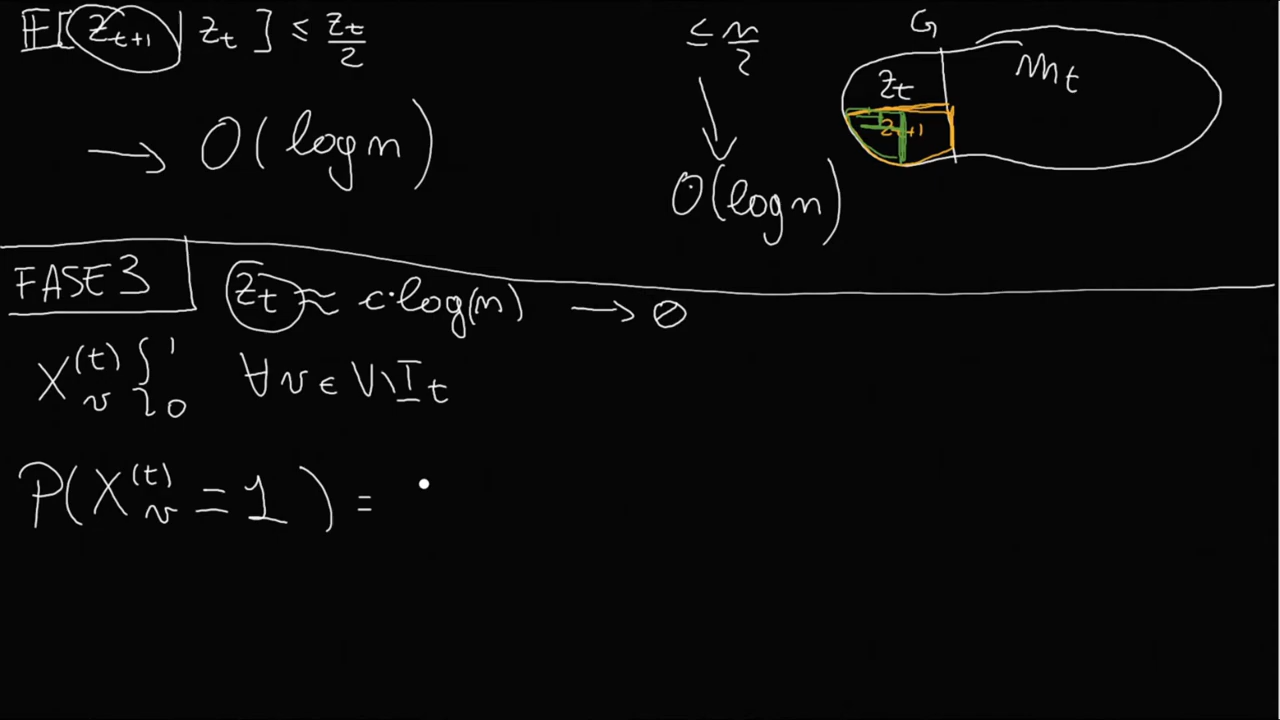 𝔼[ Z_{t+1} | Z_t ] ≤ Z_t/2
→ O(log n)
≤ n/2
↓
O(log n)
G
Z_t
m_t
Z_{t+1}
FASE 3 Z_t ≈ c·log(n) → 0
X_v^{(t)} { 1 0 ∀ v ∈ V \ I_t
P(X_v^{(t)} = 1) =